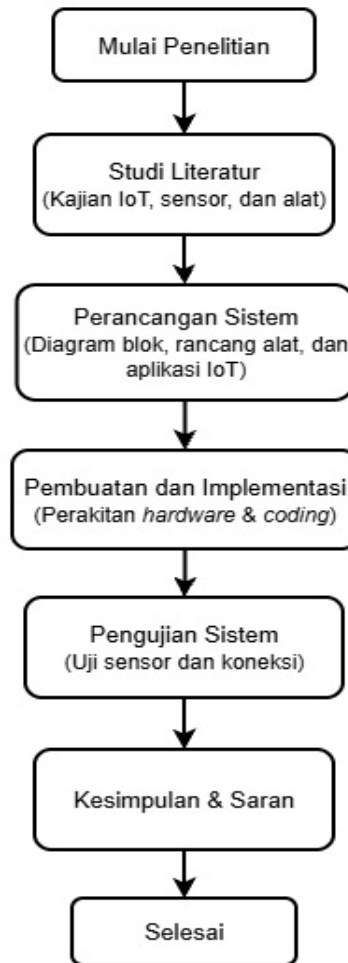 Mulai Penelitian
Studi Literatur
(Kajian IoT, sensor, dan alat)
Perancangan Sistem
(Diagram blok, rancang alat, dan
aplikasi IoT)
Pembuatan dan Implementasi
(Perakitan hardware & coding)
Pengujian Sistem
(Uji sensor dan koneksi)
Kesimpulan & Saran
Selesai